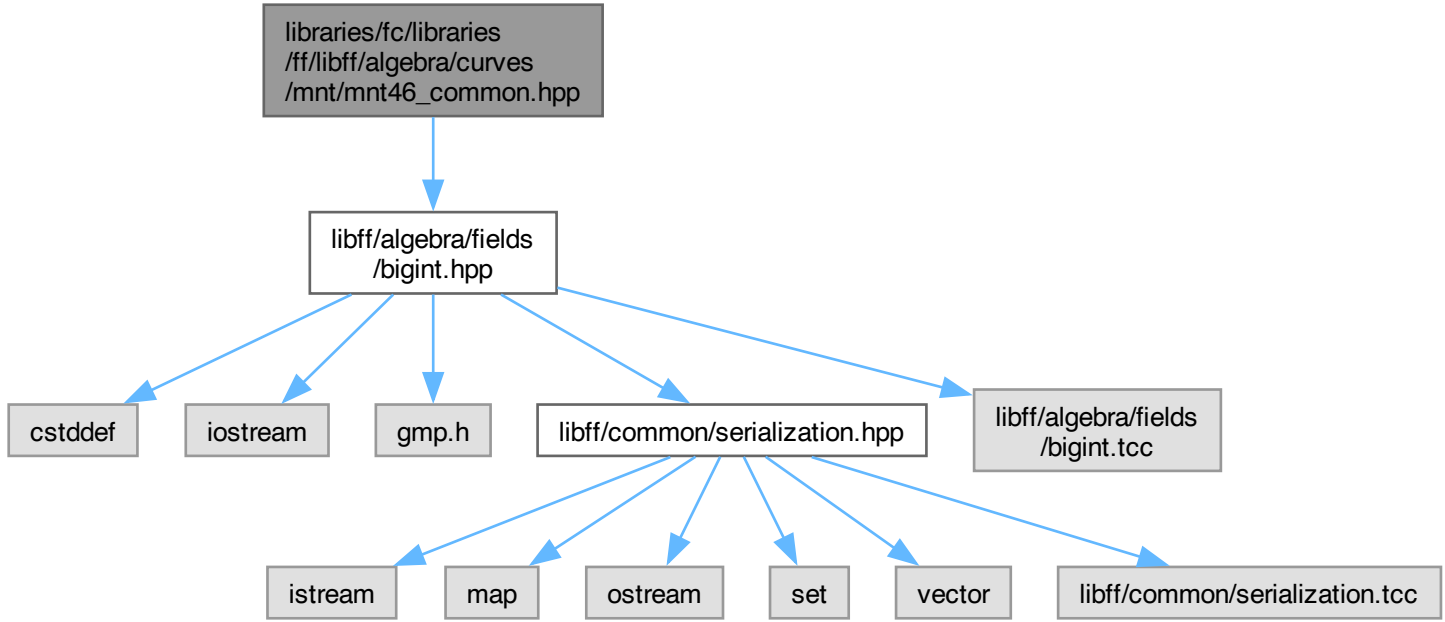 libraries/fc/libraries
/ff/libff/algebra/curves
/mnt/mnt46_common.hpp
libff/algebra/fields
/bigint.hpp
cstddef
iostream
gmp.h
libff/common/serialization.hpp
libff/algebra/fields
/bigint.tcc
istream
map
ostream
set
vector
libff/common/serialization.tcc